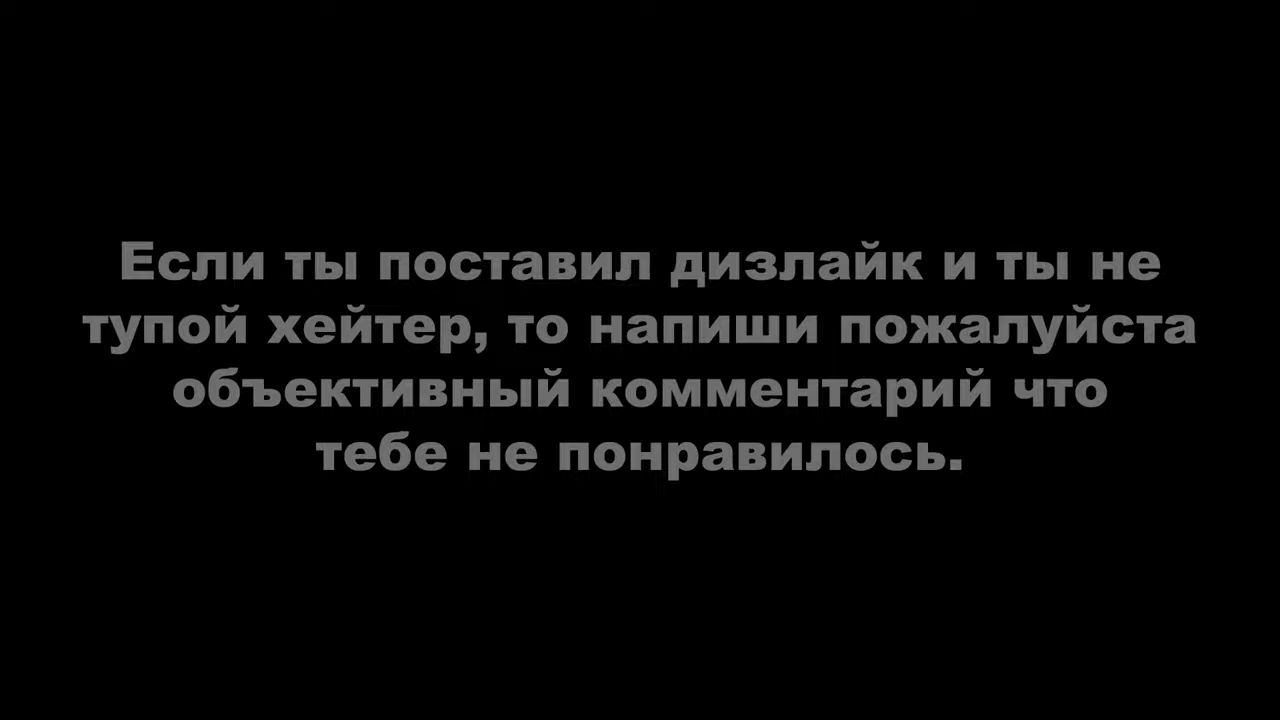 Если ты поставил дизлайк и ты не
тупой хейтер, то напиши пожалуйста
объективный комментарий что
тебе не понравилось.